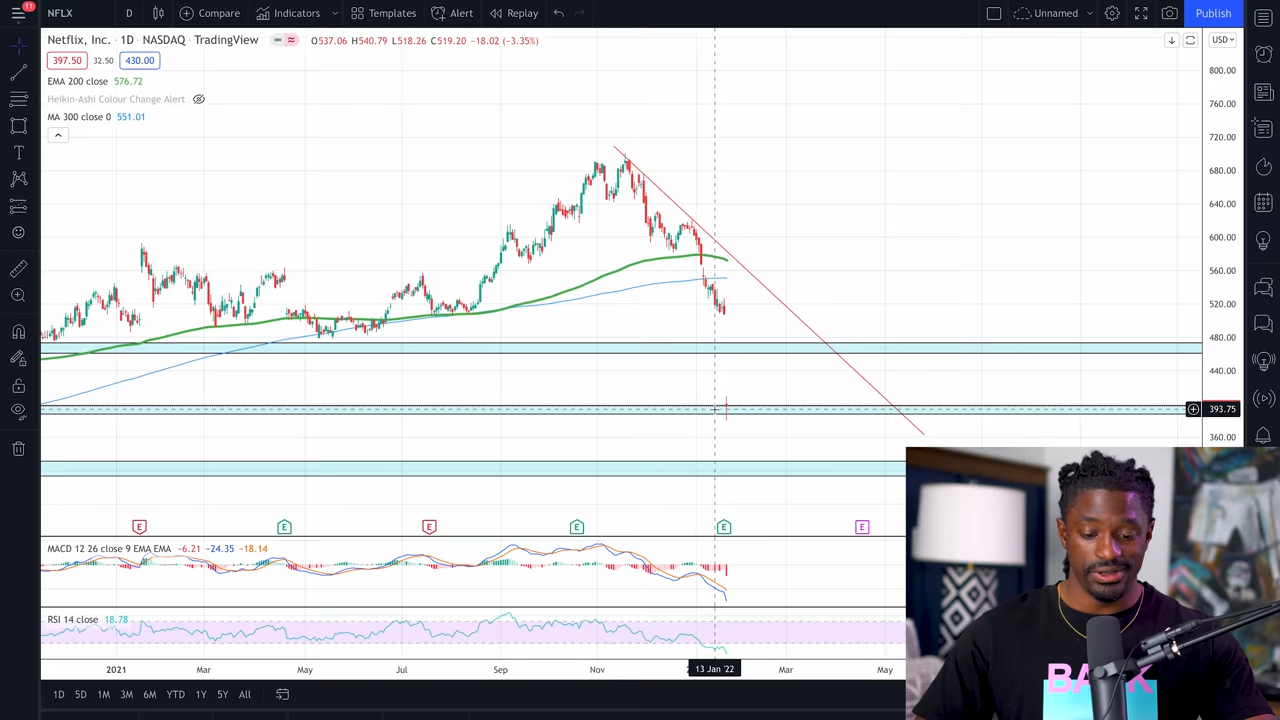 11
NFLX D Compare Indicators Templates Alert Replay Unnamed Publish
Netflix, Inc. · 1D · NASDAQ · TradingView O537.06 H540.79 L518.26 C519.20 −18.02 (−3.35%) USD
397.50 32.50 430.00
EMA 200 close 576.72
Heikin-Ashi Colour Change Alert
MA 300 close 0 551.01
800.00
760.00
720.00
680.00
640.00
600.00
560.00
520.00
480.00
440.00
393.75
360.00
E E E E E E
MACD 12 26 close 9 EMA EMA −6.21 −24.35 −18.14
RSI 14 close 18.78
2021 Mar May Jul Sep Nov 13 Jan '22 Mar May
1D 5D 1M 3M 6M YTD 1Y 5Y All